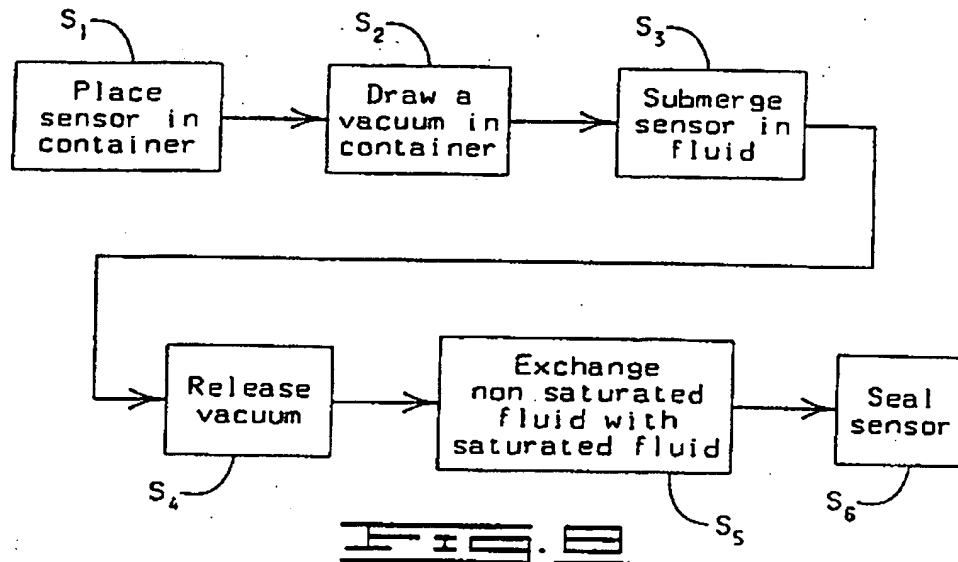 S1
Place
sensor in
container
S2
Draw a
vacuum in
container
S3
Submerge
sensor in
fluid
Release
vacuum
S4
Exchange
non saturated
fluid with
saturated fluid
S5
Seal
sensor
S6